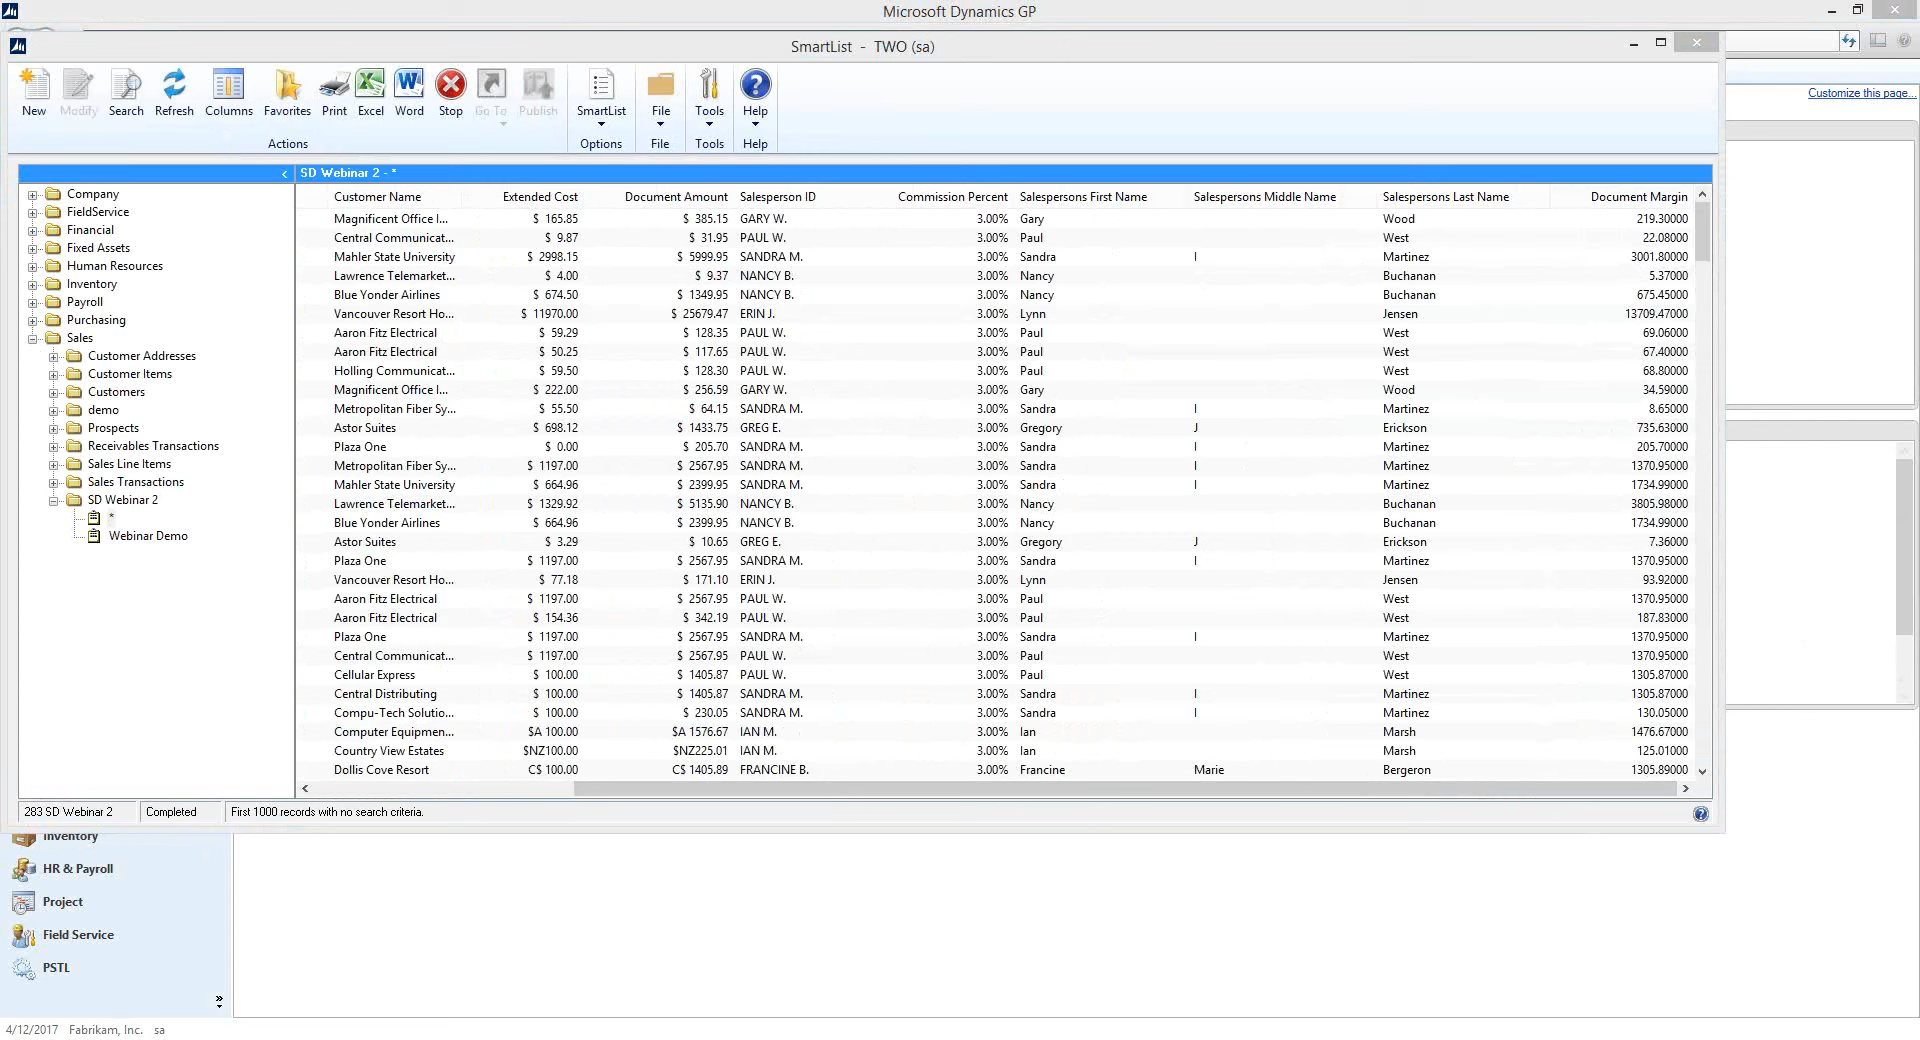 Microsoft Dynamics GP
SmartList - TWO (sa)
New Modify Search Refresh Columns Favorites Print Excel Word Stop Go To Publish SmartList File Tools Help
Actions Options File Tools Help
Customize this page...
SD Webinar 2 - *
Company
FieldService
Financial
Fixed Assets
Human Resources
Inventory
Payroll
Purchasing
Sales
Customer Addresses
Customer Items
Customers
demo
Prospects
Receivables Transactions
Sales Line Items
Sales Transactions
SD Webinar 2
*
Webinar Demo
Customer Name Extended Cost Document Amount Salesperson ID Commission Percent Salespersons First Name Salespersons Middle Name Salespersons Last Name Document Margin
Magnificent Office I... $ 165.85 $ 385.15 GARY W. 3.00% Gary Wood 219.30000
Central Communicat... $ 9.87 $ 31.95 PAUL W. 3.00% Paul West 22.08000
Mahler State University $ 2998.15 $ 5999.95 SANDRA M. 3.00% Sandra I Martinez 3001.80000
Lawrence Telemarket... $ 4.00 $ 9.37 NANCY B. 3.00% Nancy Buchanan 5.37000
Blue Yonder Airlines $ 674.50 $ 1349.95 NANCY B. 3.00% Nancy Buchanan 675.45000
Vancouver Resort Ho... $ 11970.00 $ 25679.47 ERIN J. 3.00% Lynn Jensen 13709.47000
Aaron Fitz Electrical $ 59.29 $ 128.35 PAUL W. 3.00% Paul West 69.06000
Aaron Fitz Electrical $ 50.25 $ 117.65 PAUL W. 3.00% Paul West 67.40000
Holling Communicat... $ 59.50 $ 128.30 PAUL W. 3.00% Paul West 68.80000
Magnificent Office I... $ 222.00 $ 256.59 GARY W. 3.00% Gary Wood 34.59000
Metropolitan Fiber Sy... $ 55.50 $ 64.15 SANDRA M. 3.00% Sandra I Martinez 8.65000
Astor Suites $ 698.12 $ 1433.75 GREG E. 3.00% Gregory J Erickson 735.63000
Plaza One $ 0.00 $ 205.70 SANDRA M. 3.00% Sandra I Martinez 205.70000
Metropolitan Fiber Sy... $ 1197.00 $ 2567.95 SANDRA M. 3.00% Sandra I Martinez 1370.95000
Mahler State University $ 664.96 $ 2399.95 SANDRA M. 3.00% Sandra I Martinez 1734.99000
Lawrence Telemarket... $ 1329.92 $ 5135.90 NANCY B. 3.00% Nancy Buchanan 3805.98000
Blue Yonder Airlines $ 664.96 $ 2399.95 NANCY B. 3.00% Nancy Buchanan 1734.99000
Astor Suites $ 3.29 $ 10.65 GREG E. 3.00% Gregory J Erickson 7.36000
Plaza One $ 1197.00 $ 2567.95 SANDRA M. 3.00% Sandra I Martinez 1370.95000
Vancouver Resort Ho... $ 77.18 $ 171.10 ERIN J. 3.00% Lynn Jensen 93.92000
Aaron Fitz Electrical $ 1197.00 $ 2567.95 PAUL W. 3.00% Paul West 1370.95000
Aaron Fitz Electrical $ 154.36 $ 342.19 PAUL W. 3.00% Paul West 187.83000
Plaza One $ 1197.00 $ 2567.95 SANDRA M. 3.00% Sandra I Martinez 1370.95000
Central Communicat... $ 1197.00 $ 2567.95 PAUL W. 3.00% Paul West 1370.95000
Cellular Express $ 100.00 $ 1405.87 PAUL W. 3.00% Paul West 1305.87000
Central Distributing $ 100.00 $ 1405.87 SANDRA M. 3.00% Sandra I Martinez 1305.87000
Compu-Tech Solutio... $ 100.00 $ 230.05 SANDRA M. 3.00% Sandra I Martinez 130.05000
Computer Equipmen... $A 100.00 $A 1576.67 IAN M. 3.00% Ian Marsh 1476.67000
Country View Estates $NZ100.00 $NZ225.01 IAN M. 3.00% Ian Marsh 125.01000
Dollis Cove Resort C$ 100.00 C$ 1405.89 FRANCINE B. 3.00% Francine Marie Bergeron 1305.89000
283 SD Webinar 2 Completed First 1000 records with no search criteria.
Inventory
HR & Payroll
Project
Field Service
PSTL
4/12/2017 Fabrikam, Inc. sa